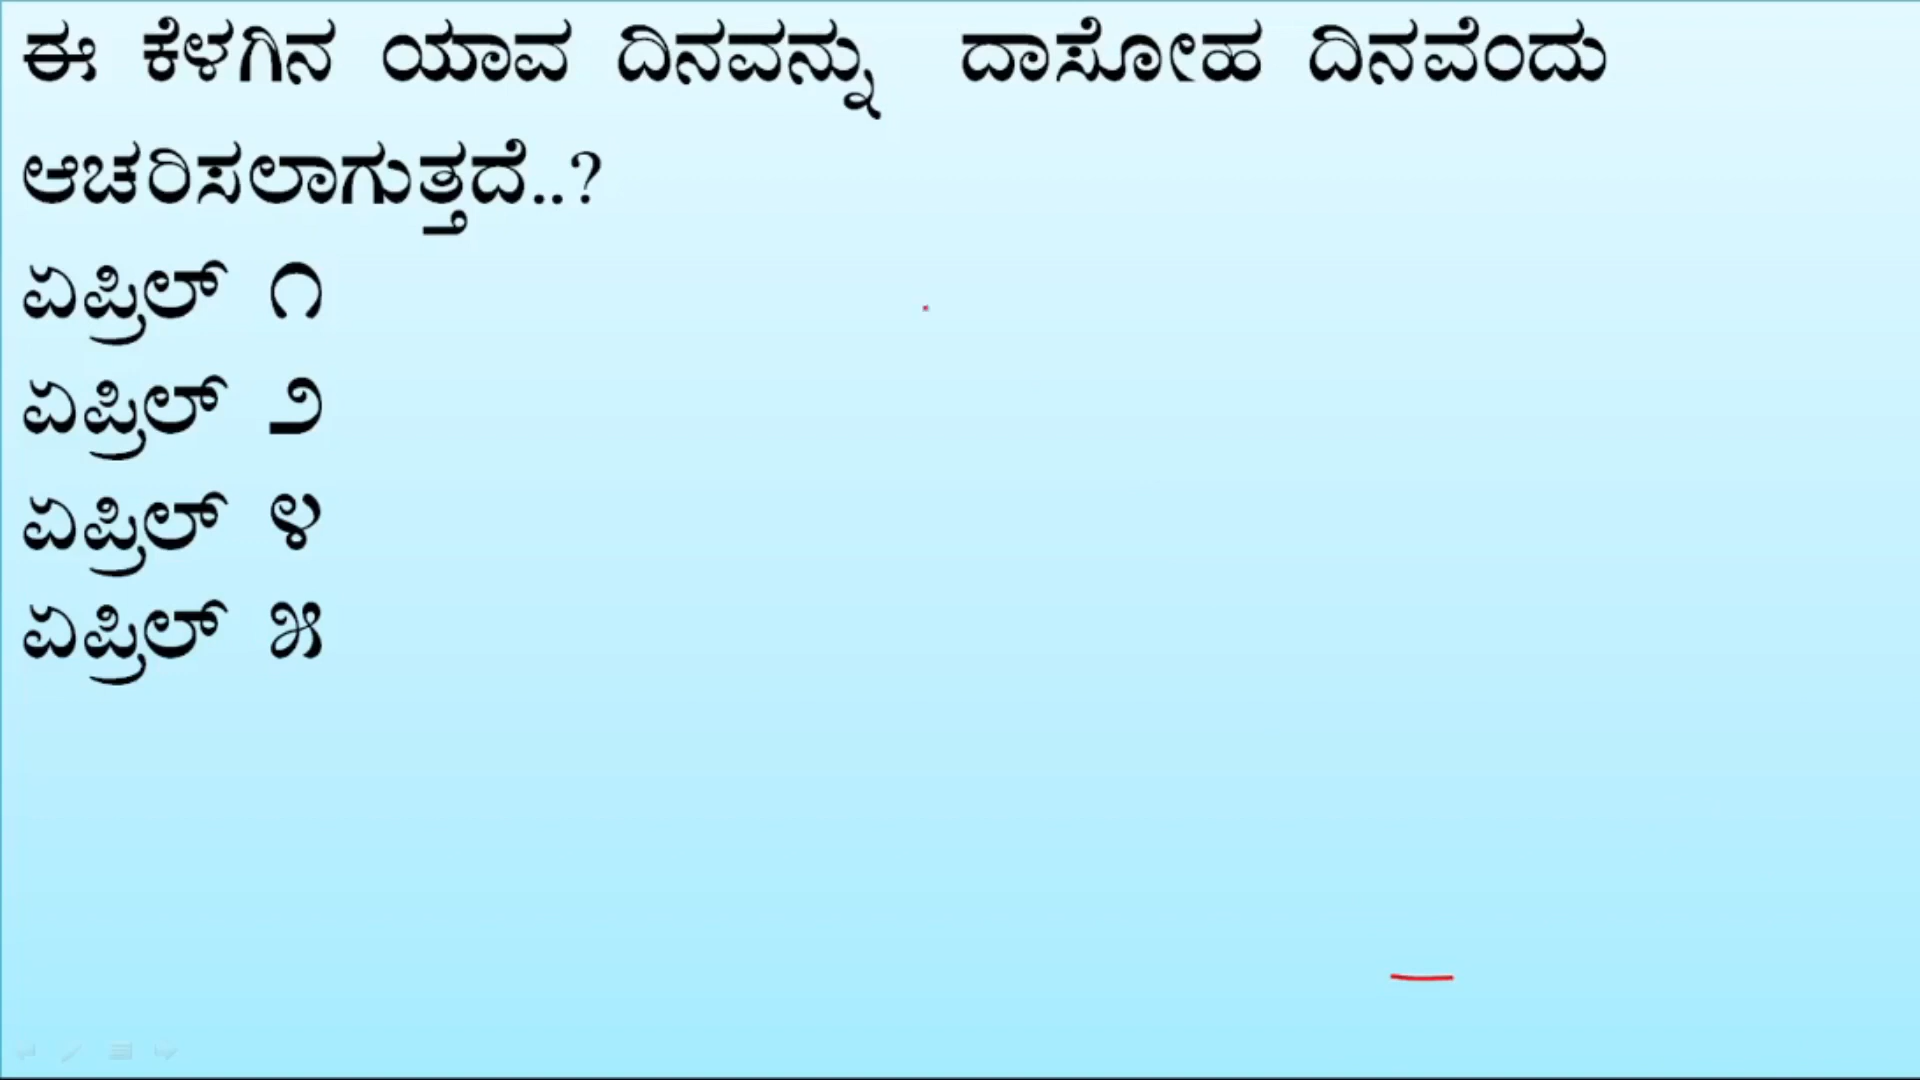 ಈ ಕೆಳಗಿನ ಯಾವ ದಿನವನ್ನು ದಾಸೋಹ ದಿನವೆಂದು
ಆಚರಿಸಲಾಗುತ್ತದೆ..?
ಏಪ್ರಿಲ್ ೧
ಏಪ್ರಿಲ್ ೨
ಏಪ್ರಿಲ್ ೪
ಏಪ್ರಿಲ್ ೫